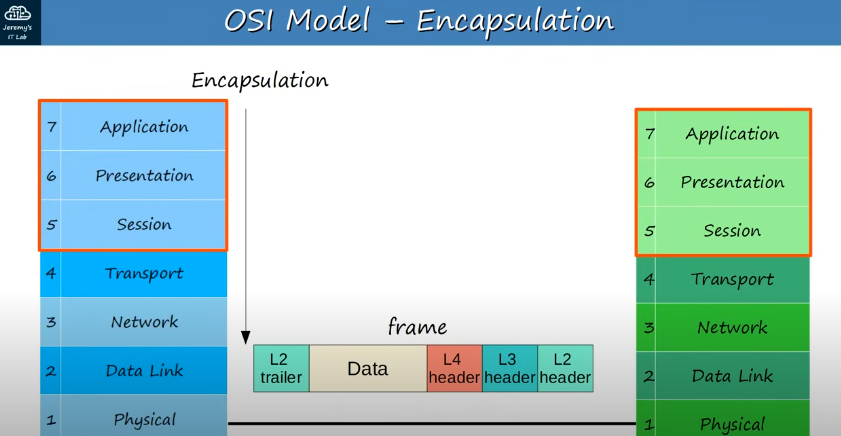 OSI Model – Encapsulation
Jeremy's
IT Lab
Encapsulation
7 Application
6 Presentation
5 Session
4 Transport
3 Network
2 Data Link
1 Physical
frame
L2 trailer
Data
L4 header
L3 header
L2 header
7 Application
6 Presentation
5 Session
4 Transport
3 Network
2 Data Link
1 Physical